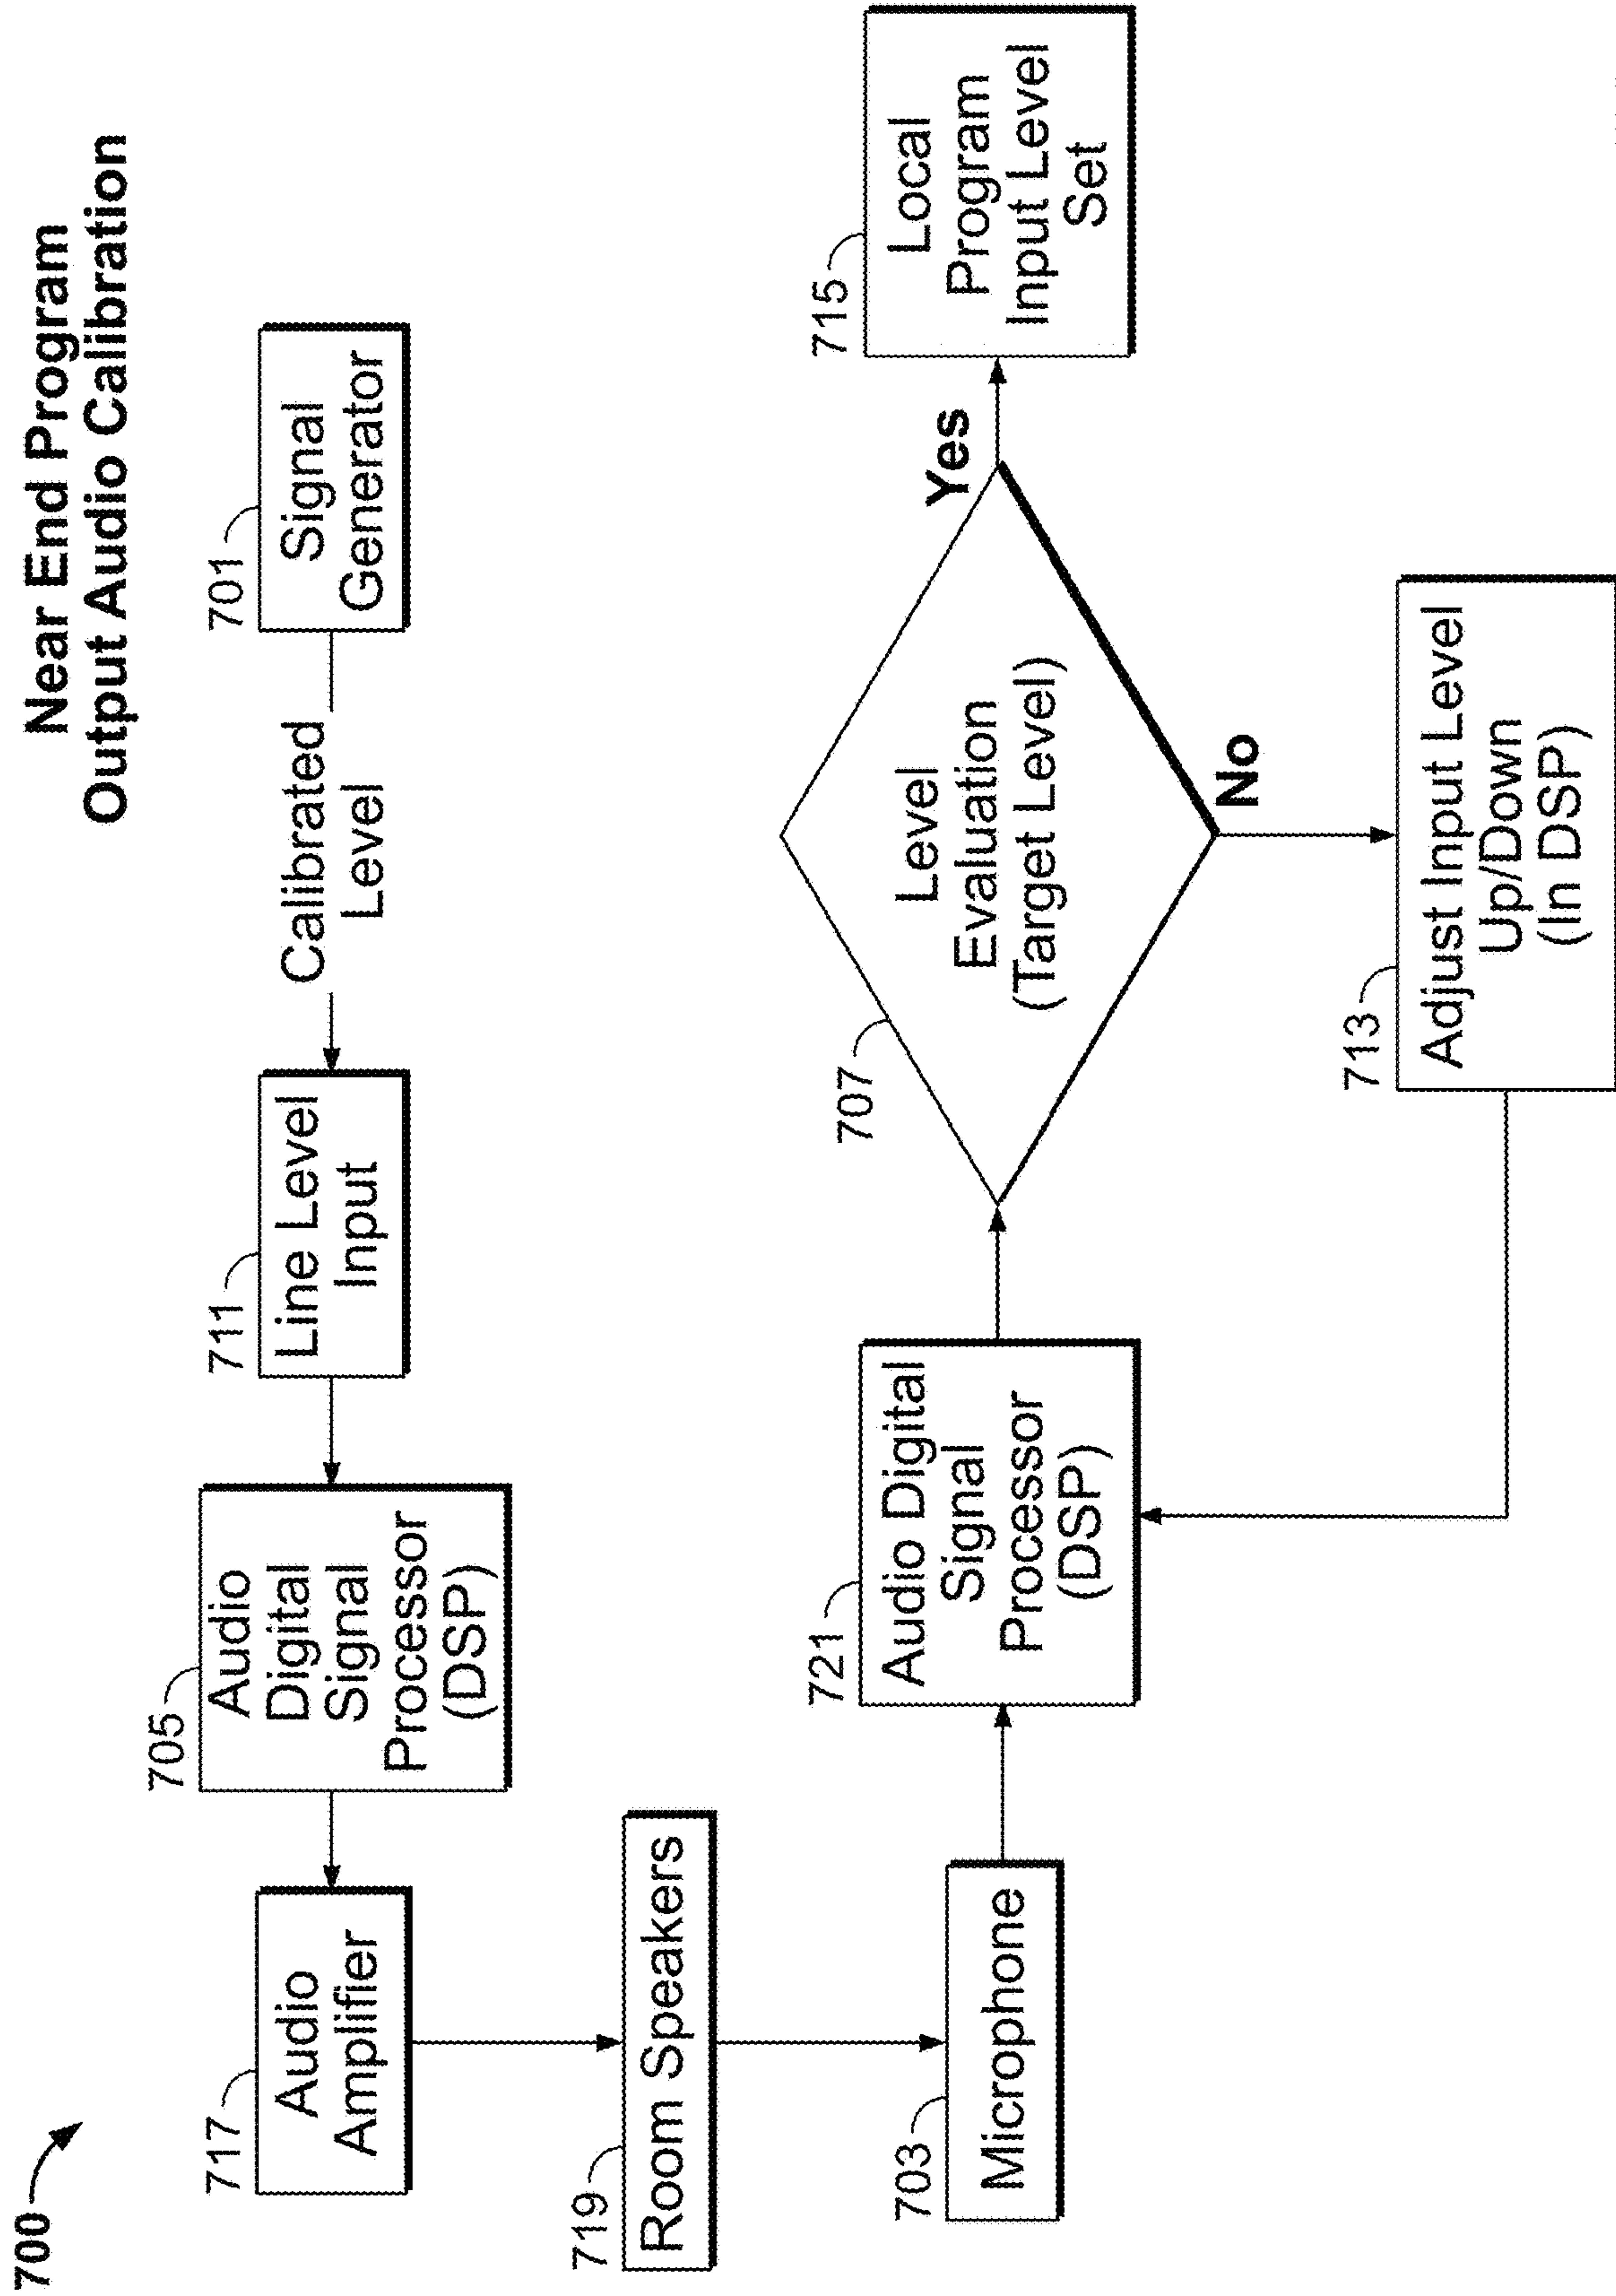 700
Near End Program
Output Audio Calibration
717
Audio
Amplifier
705
Audio
Digital
Signal
Processor
(DSP)
711
Line Level
Input
Calibrated
Level
701
Signal
Generator
719
Room Speakers
703
Microphone
721
Audio Digital
Signal
Processor
(DSP)
707
Level
Evaluation
(Target Level)
Yes
715
Local
Program
Input Level
Set
No
713
Adjust Input Level
Up/Down
(In DSP)